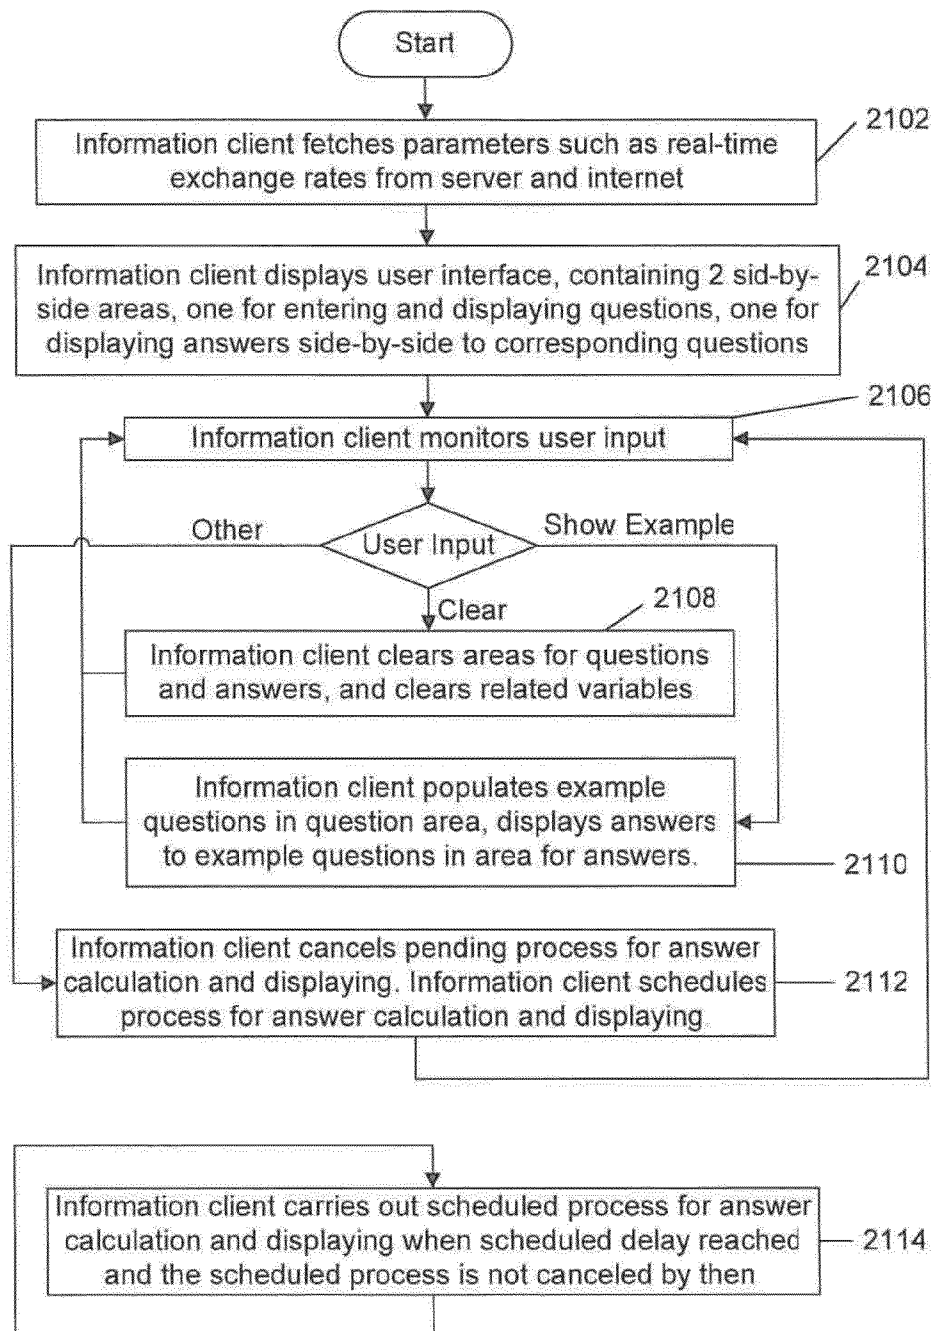 Start
2102
Information client fetches parameters such as real-time
exchange rates from server and internet
2104
Information client displays user interface, containing 2 sid-by-
side areas, one for entering and displaying questions, one for
displaying answers side-by-side to corresponding questions
2106
Information client monitors user input
Other
User Input
Show Example
Clear
2108
Information client clears areas for questions
and answers, and clears related variables
Information client populates example
questions in question area, displays answers
to example questions in area for answers.
2110
Information client cancels pending process for answer
calculation and displaying. Information client schedules
process for answer calculation and displaying
2112
Information client carries out scheduled process for answer
calculation and displaying when scheduled delay reached
and the scheduled process is not canceled by then
2114